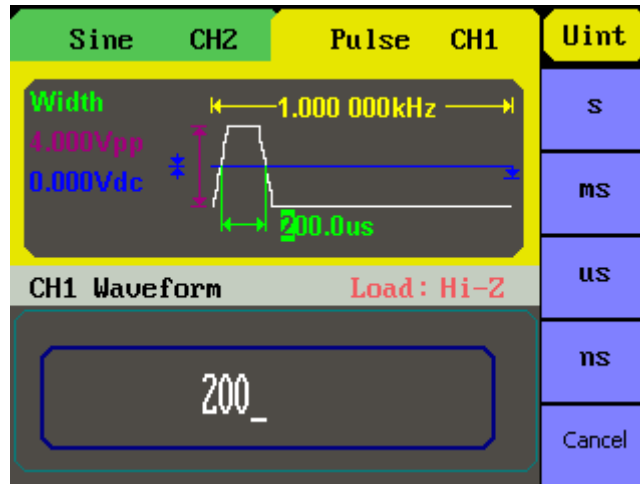 Sine CH2 Pulse CH1 Uint
Width 1.000 000kHz s
4.000Vpp
0.000Vdc ms
200.0us
CH1 Waveform Load: Hi-Z us
ns
200_
Cancel